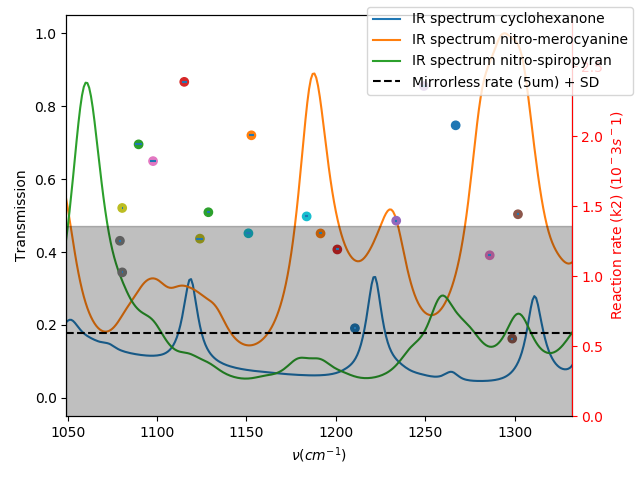 IR spectrum cyclohexanone
IR spectrum nitro-merocyanine
IR spectrum nitro-spiropyran
Mirrorless rate (5um) + SD
1.0
0.8
0.6
0.4
0.2
0.0
Transmission
2.5
2.0
1.5
1.0
0.5
0.0
Reaction rate (k2) (10⁻3s⁻1)
1050 1100 1150 1200 1250 1300
ν(cm⁻¹)